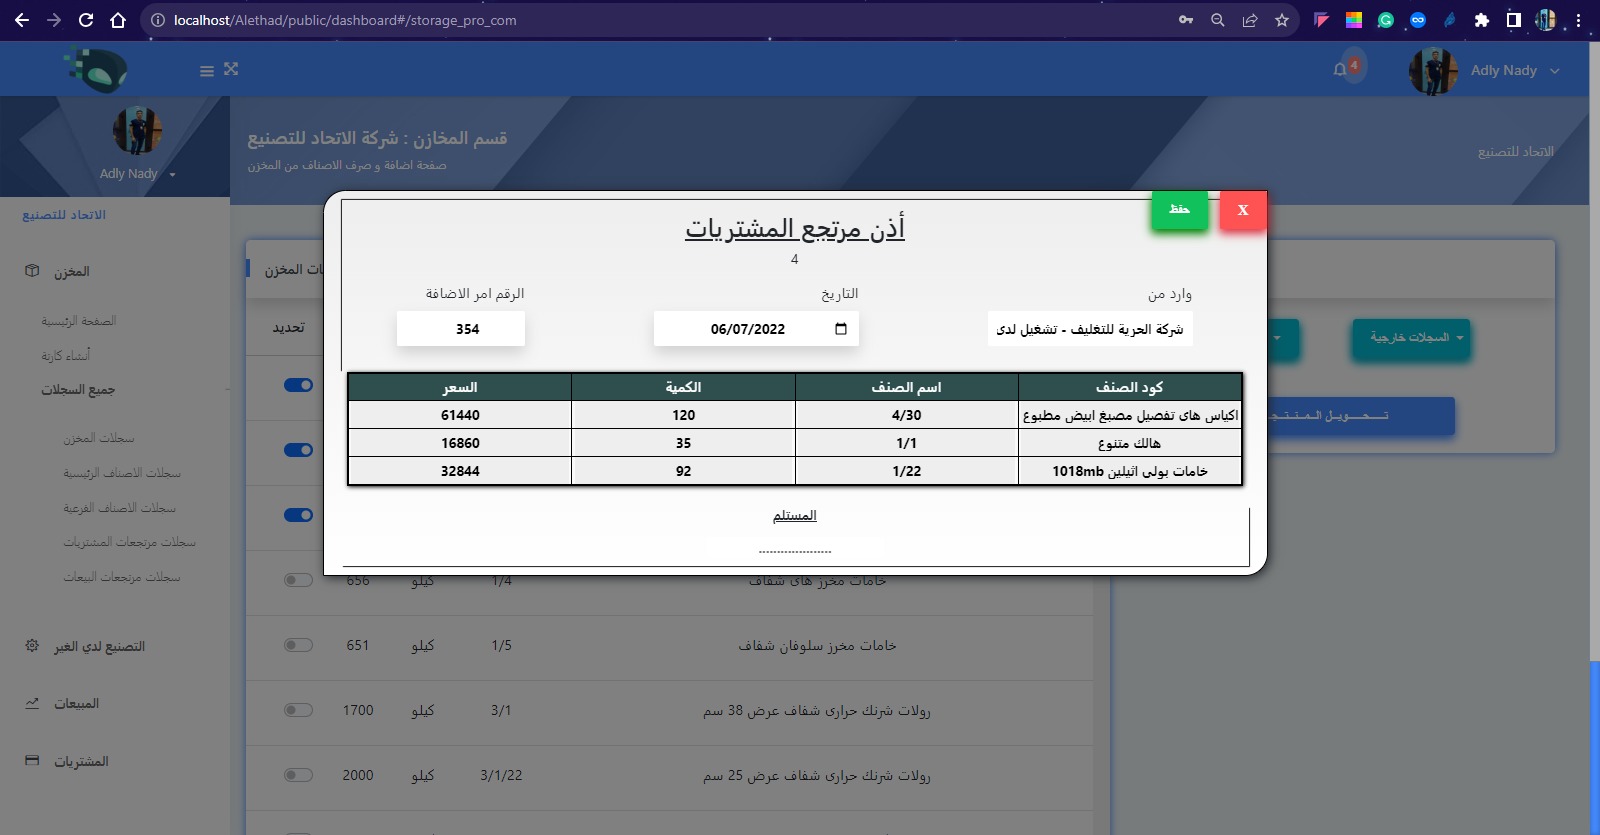 localhost/Alethad/public/dashboard#/storage_pro_com
4
Adly Nady
Adly Nady
قسم المخازن : شركة الاتحاد للتصنيع
صفحة اضافة و صرف الاصناف من المخزن
الاتحاد للتصنيع
الاتحاد للتصنيع
المخزن
الصفحة الرئيسية
أنشاء كارتة
جميع السجلات
سجلات المخزن
سجلات الاصناف الرئيسية
سجلات الاصناف الفرعية
سجلات مرتجعات المشتريات
سجلات مرتجعات البيعات
التصنيع لدي الغير
المبيعات
المشتريات
X
حفظ
أذن مرتجع المشتريات
4
وارد من
التاريخ
الرقم امر الاضافة
شركة الحرية للتغليف - تشغيل لدى
06/07/2022
354
كود الصنف
اسم الصنف
الكمية
السعر
اكياس هاى تفصيل مصبغ ابيض مطبوع
4/30
120
61440
هالك متنوع
1/1
35
16860
خامات بولى اثيلين 1018mb
1/22
92
32844
المستلم
....................
المخزن
تحديد
السجلات خارجية
خامات مخرز هاى شفاف
1/4
كيلو
656
خامات مخرز سلوفان شفاف
1/5
كيلو
651
رولات شرنك حرارى شفاف عرض 38 سم
3/1
كيلو
1700
رولات شرنك حرارى شفاف عرض 25 سم
3/1/22
كيلو
2000